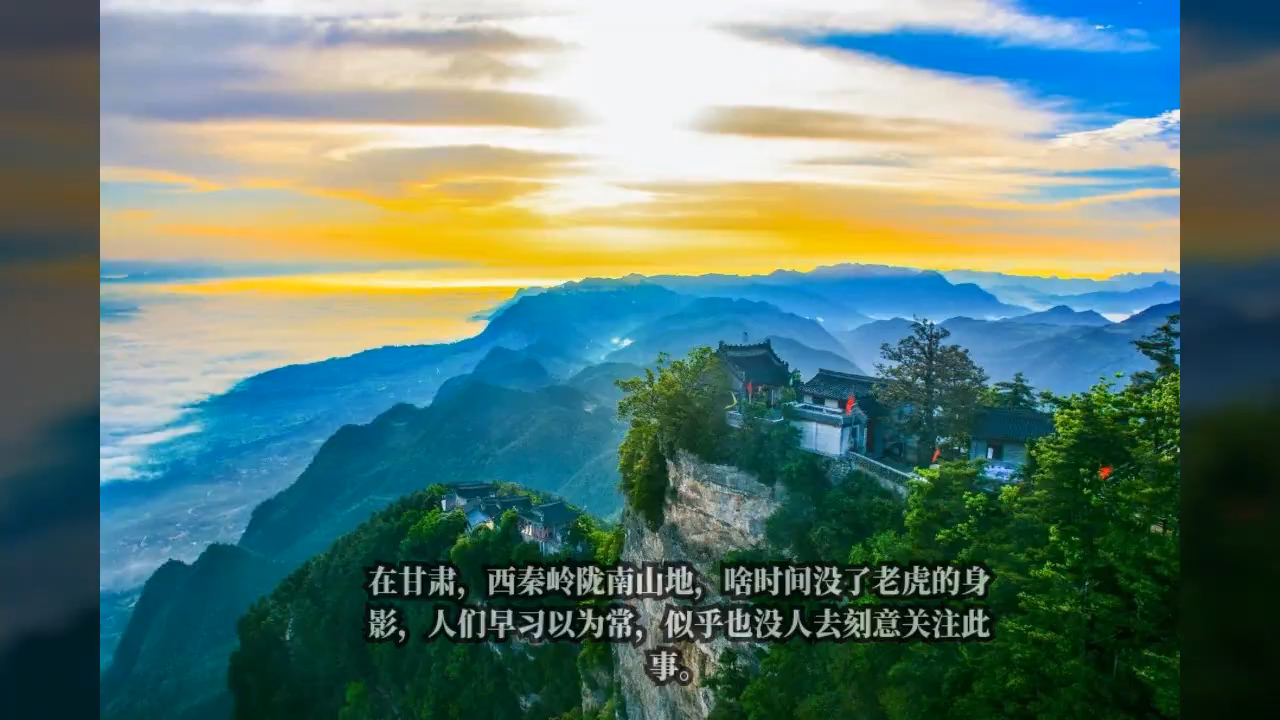 在甘肃，西秦岭陇南山地，啥时间没了老虎的身
影，人们早习以为常，似乎也没人去刻意关注此
事。